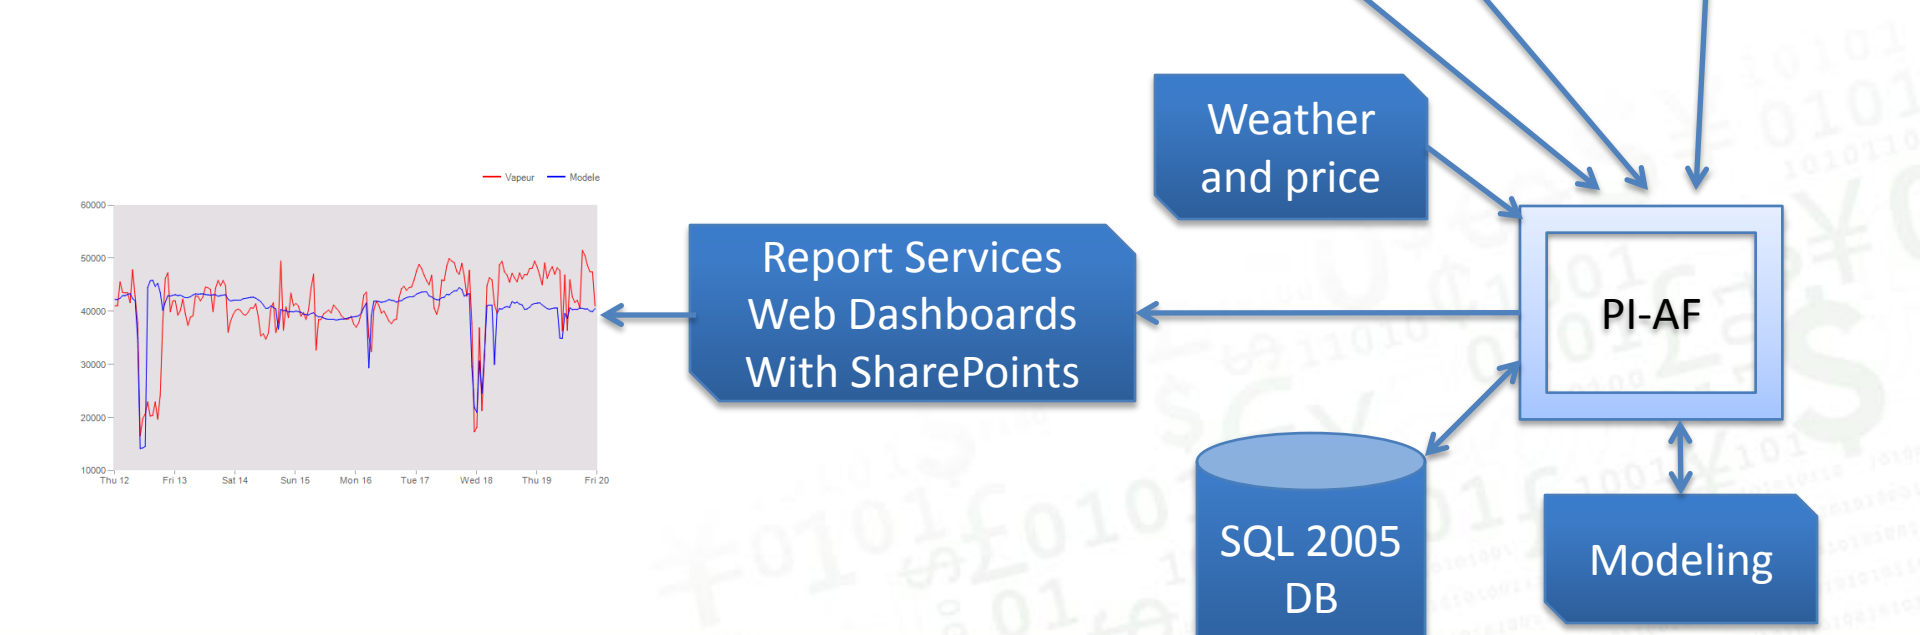 Weather
and price
Vapeur Modele
60000
50000
40000
30000
20000
10000
Thu 12 Fri 13 Sat 14 Sun 15 Mon 16 Tue 17 Wed 18 Thu 19 Fri 20
Report Services
Web Dashboards
With SharePoints
PI-AF
SQL 2005
DB
Modeling